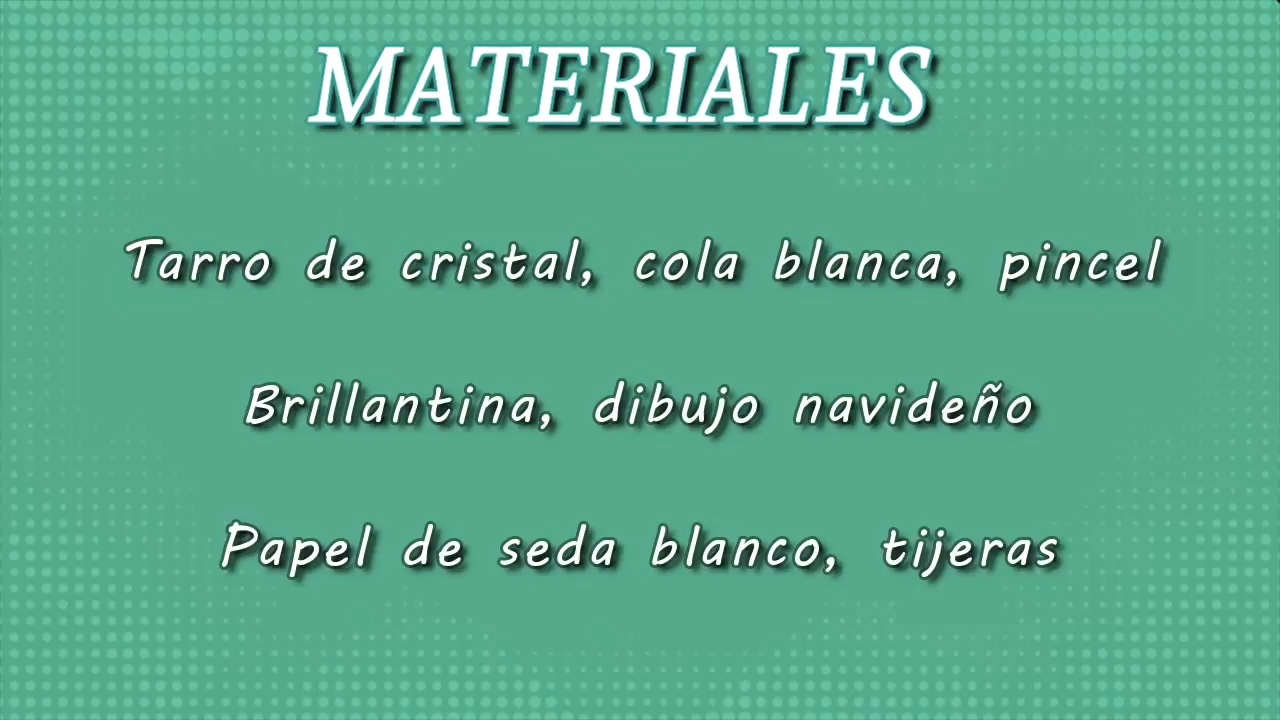 MATERIALES
Tarro de cristal, cola blanca, pincel
Brillantina, dibujo navideño
Papel de seda blanco, tijeras